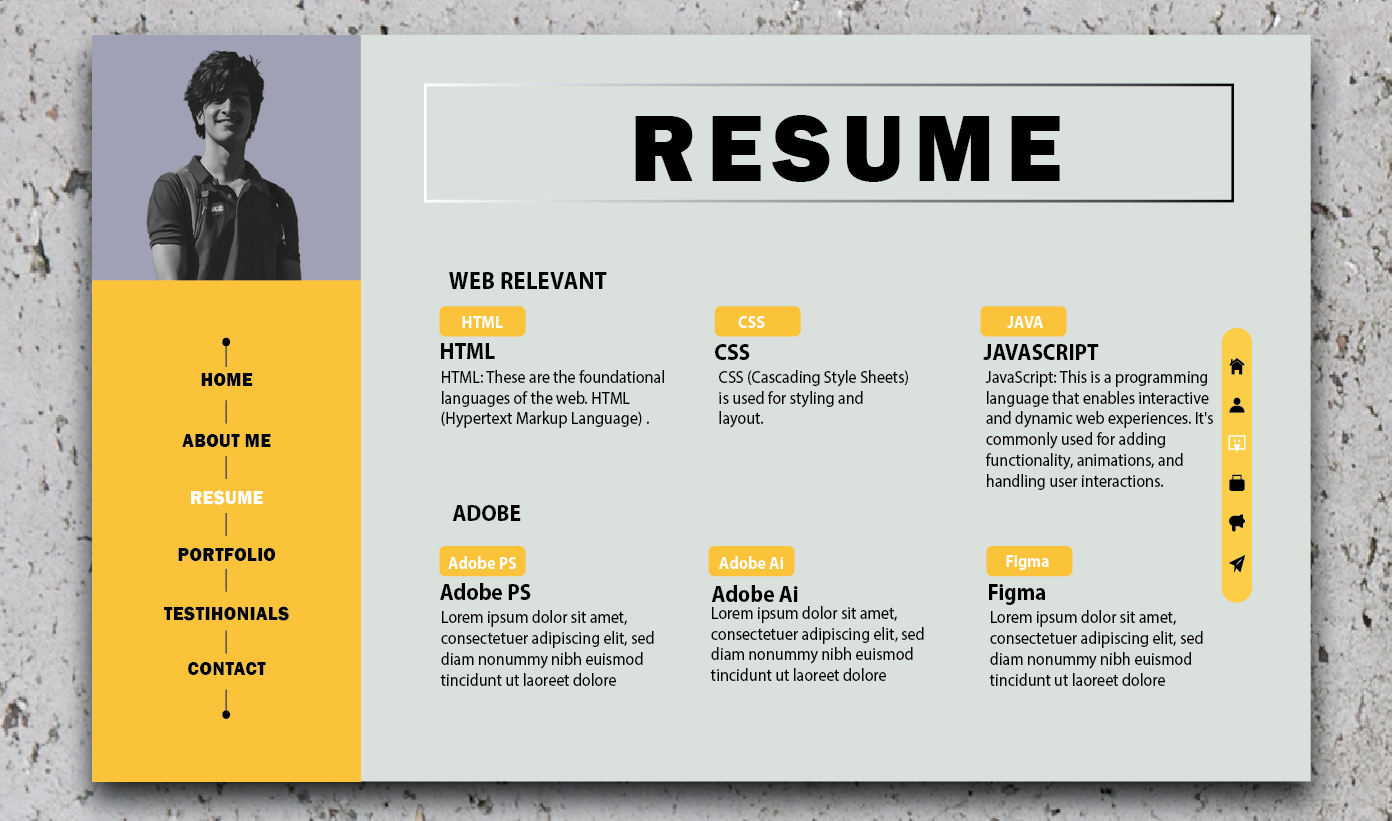 RESUME
HOME
ABOUT ME
RESUME
PORTFOLIO
TESTIHONIALS
CONTACT
WEB RELEVANT
HTML
HTML
HTML: These are the foundational
languages of the web. HTML
(Hypertext Markup Language) .
CSS
CSS
CSS (Cascading Style Sheets)
is used for styling and
layout.
JAVA
JAVASCRIPT
JavaScript: This is a programming
language that enables interactive
and dynamic web experiences. It's
commonly used for adding
functionality, animations, and
handling user interactions.
ADOBE
Adobe PS
Adobe PS
Lorem ipsum dolor sit amet,
consectetuer adipiscing elit, sed
diam nonummy nibh euismod
tincidunt ut laoreet dolore
Adobe Ai
Adobe Ai
Lorem ipsum dolor sit amet,
consectetuer adipiscing elit, sed
diam nonummy nibh euismod
tincidunt ut laoreet dolore
Figma
Figma
Lorem ipsum dolor sit amet,
consectetuer adipiscing elit, sed
diam nonummy nibh euismod
tincidunt ut laoreet dolore